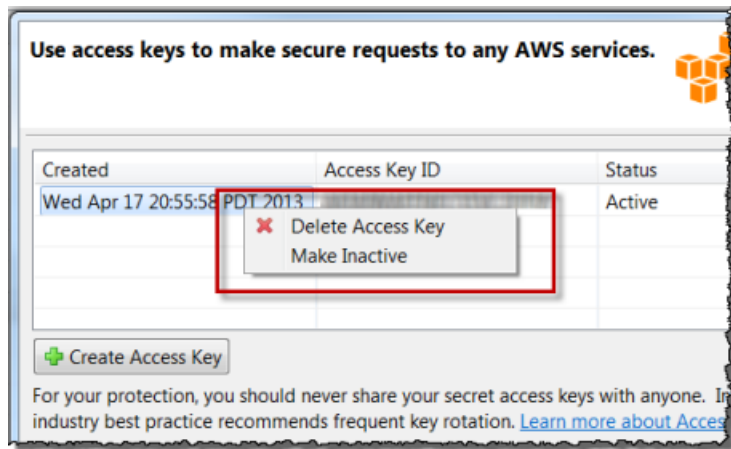 Use access keys to make secure requests to any AWS services.
Created Access Key ID Status
Wed Apr 17 20:55:58 PDT 2013 Active
Delete Access Key
Make Inactive
Create Access Key
For your protection, you should never share your secret access keys with anyone.
industry best practice recommends frequent key rotation. Learn more about